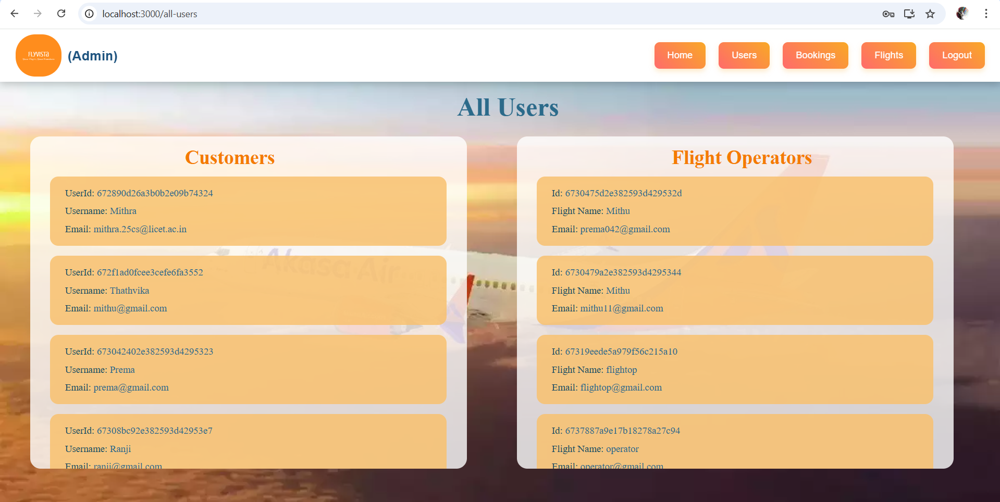 localhost:3000/all-users
FLYVISTA
(Admin)
Home
Users
Bookings
Flights
Logout
All Users
Customers
UserId: 672890d26a3b0b2e09b74324
Username: Mithra
Email: mithra.25cs@licet.ac.in
UserId: 672f1ad0fcee3cefe6fa3552
Username: Thathvika
Email: mithu@gmail.com
UserId: 673042402e382593d4295323
Username: Prema
Email: prema@gmail.com
UserId: 67308bc92e382593d42953e7
Username: Ranji
Email: ranji@gmail.com
Flight Operators
Id: 6730475d2e382593d429532d
Flight Name: Mithu
Email: prema042@gmail.com
Id: 6730479a2e382593d4295344
Flight Name: Mithu
Email: mithu11@gmail.com
Id: 67319eede5a979f56c215a10
Flight Name: flightop
Email: flightop@gmail.com
Id: 6737887a9e17b18278a27c94
Flight Name: operator
Email: operator@gmail.com
Akasa Air